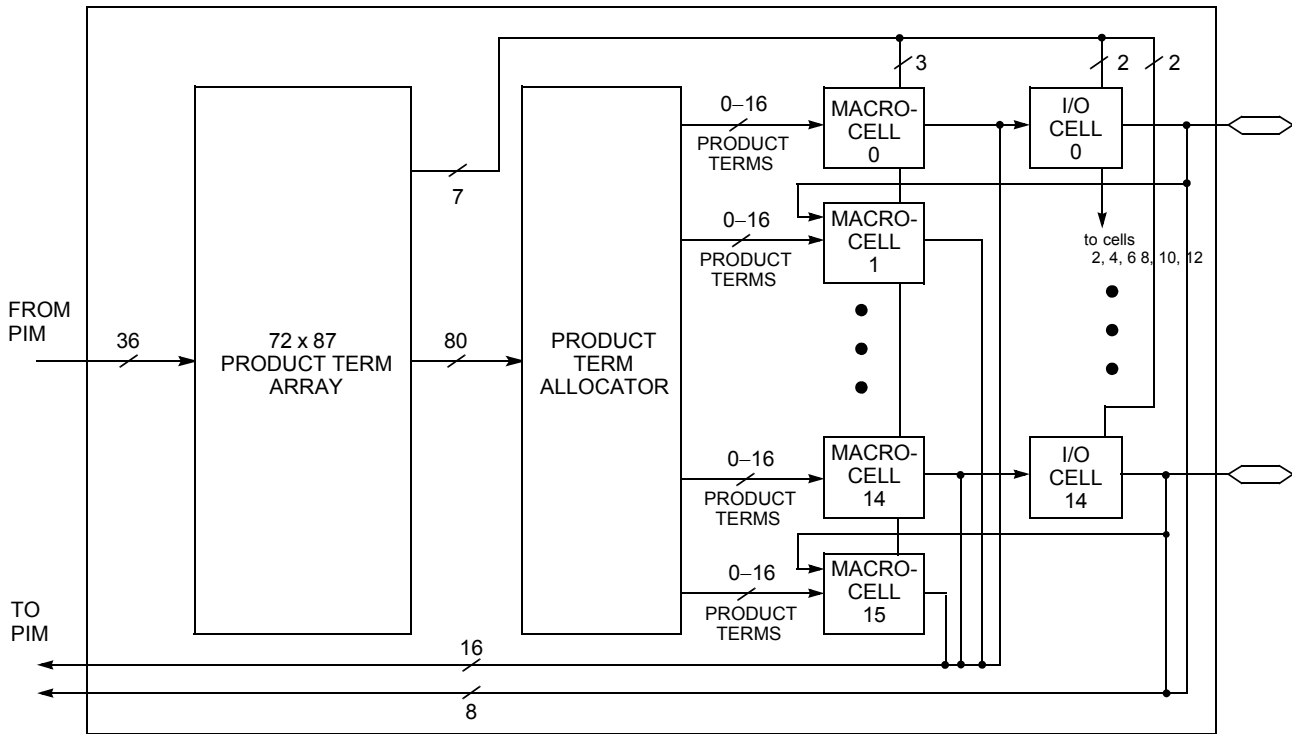 3
2
2
0–16
PRODUCT
TERMS
MACRO-
CELL
0
I/O
CELL
0
7
0–16
PRODUCT
TERMS
MACRO-
CELL
1
to cells
2, 4, 6 8, 10, 12
FROM
PIM
36
72 x 87
PRODUCT TERM
ARRAY
80
PRODUCT
TERM
ALLOCATOR
0–16
PRODUCT
TERMS
MACRO-
CELL
14
I/O
CELL
14
0–16
PRODUCT
TERMS
MACRO-
CELL
15
TO
PIM
16
8